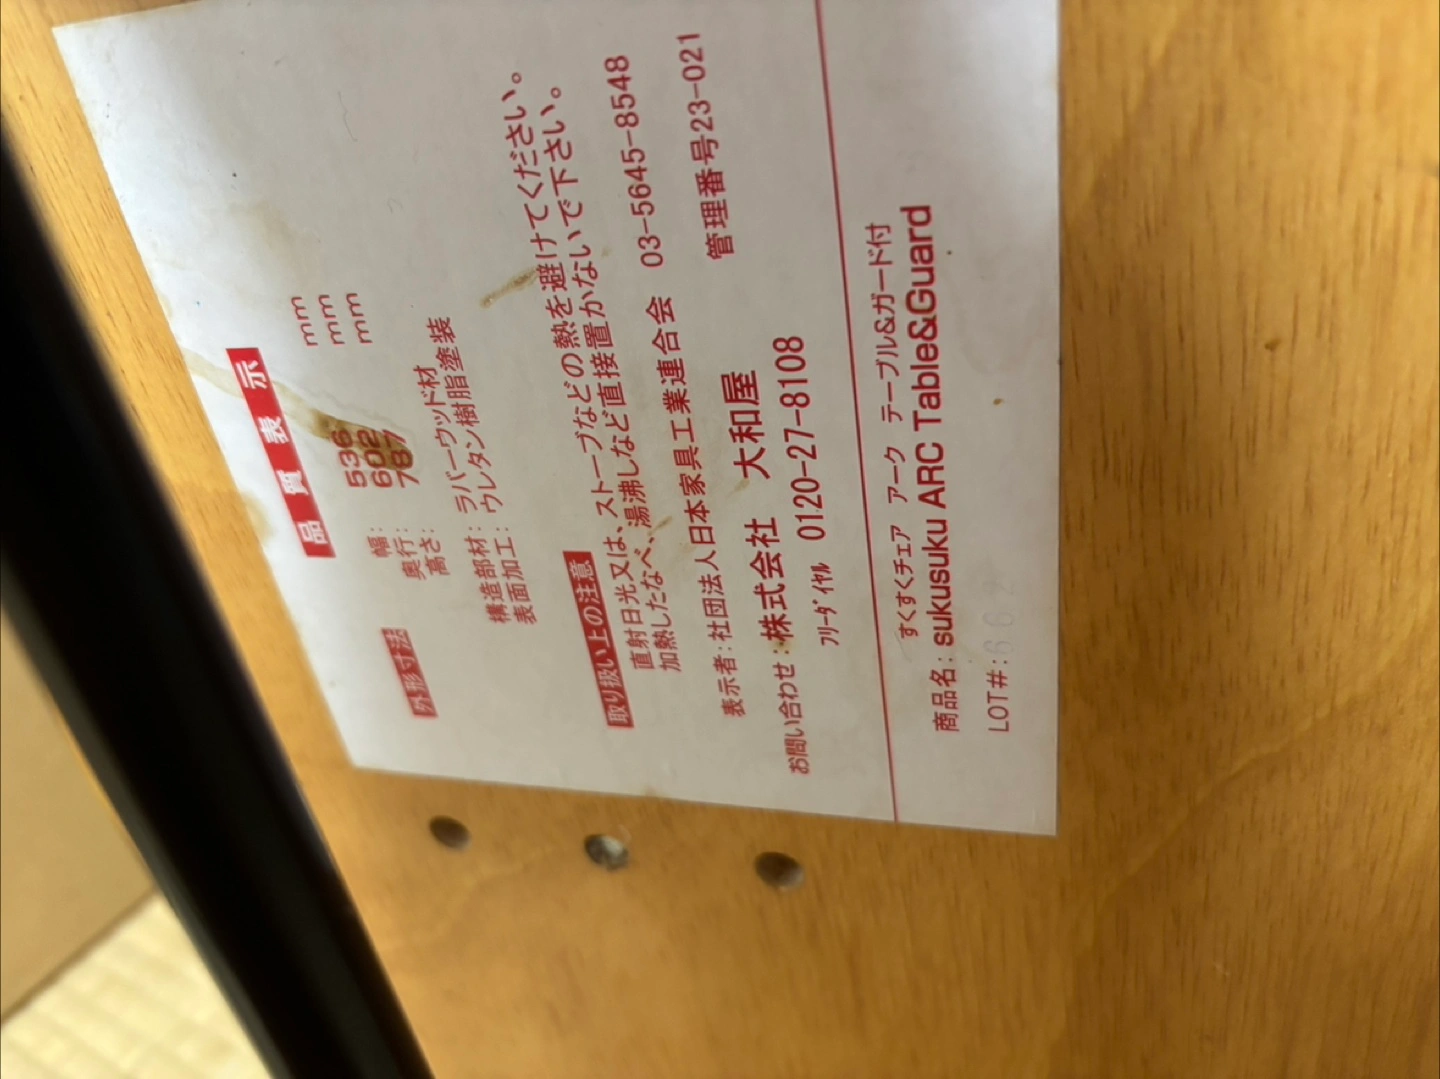 品質表示
外形寸法
幅: 536 mm
奥行: 602 mm
高さ: 787 mm
構造部材: ラバーウッド材
表面加工: ウレタン樹脂塗装
取り扱い上の注意
直射日光又は、ストーブなどの熱を避けてください。
加熱したなべ、湯沸しなど直接置かないで下さい。
表示者: 社団法人日本家具工業連合会 03-5645-8548
お問い合わせ: 株式会社 大和屋 管理番号23-021
フリーダイヤル 0120-27-8108
すくすくチェア アーク テーブル&ガード付
商品名: sukusuku ARC Table&Guard
LOT#: